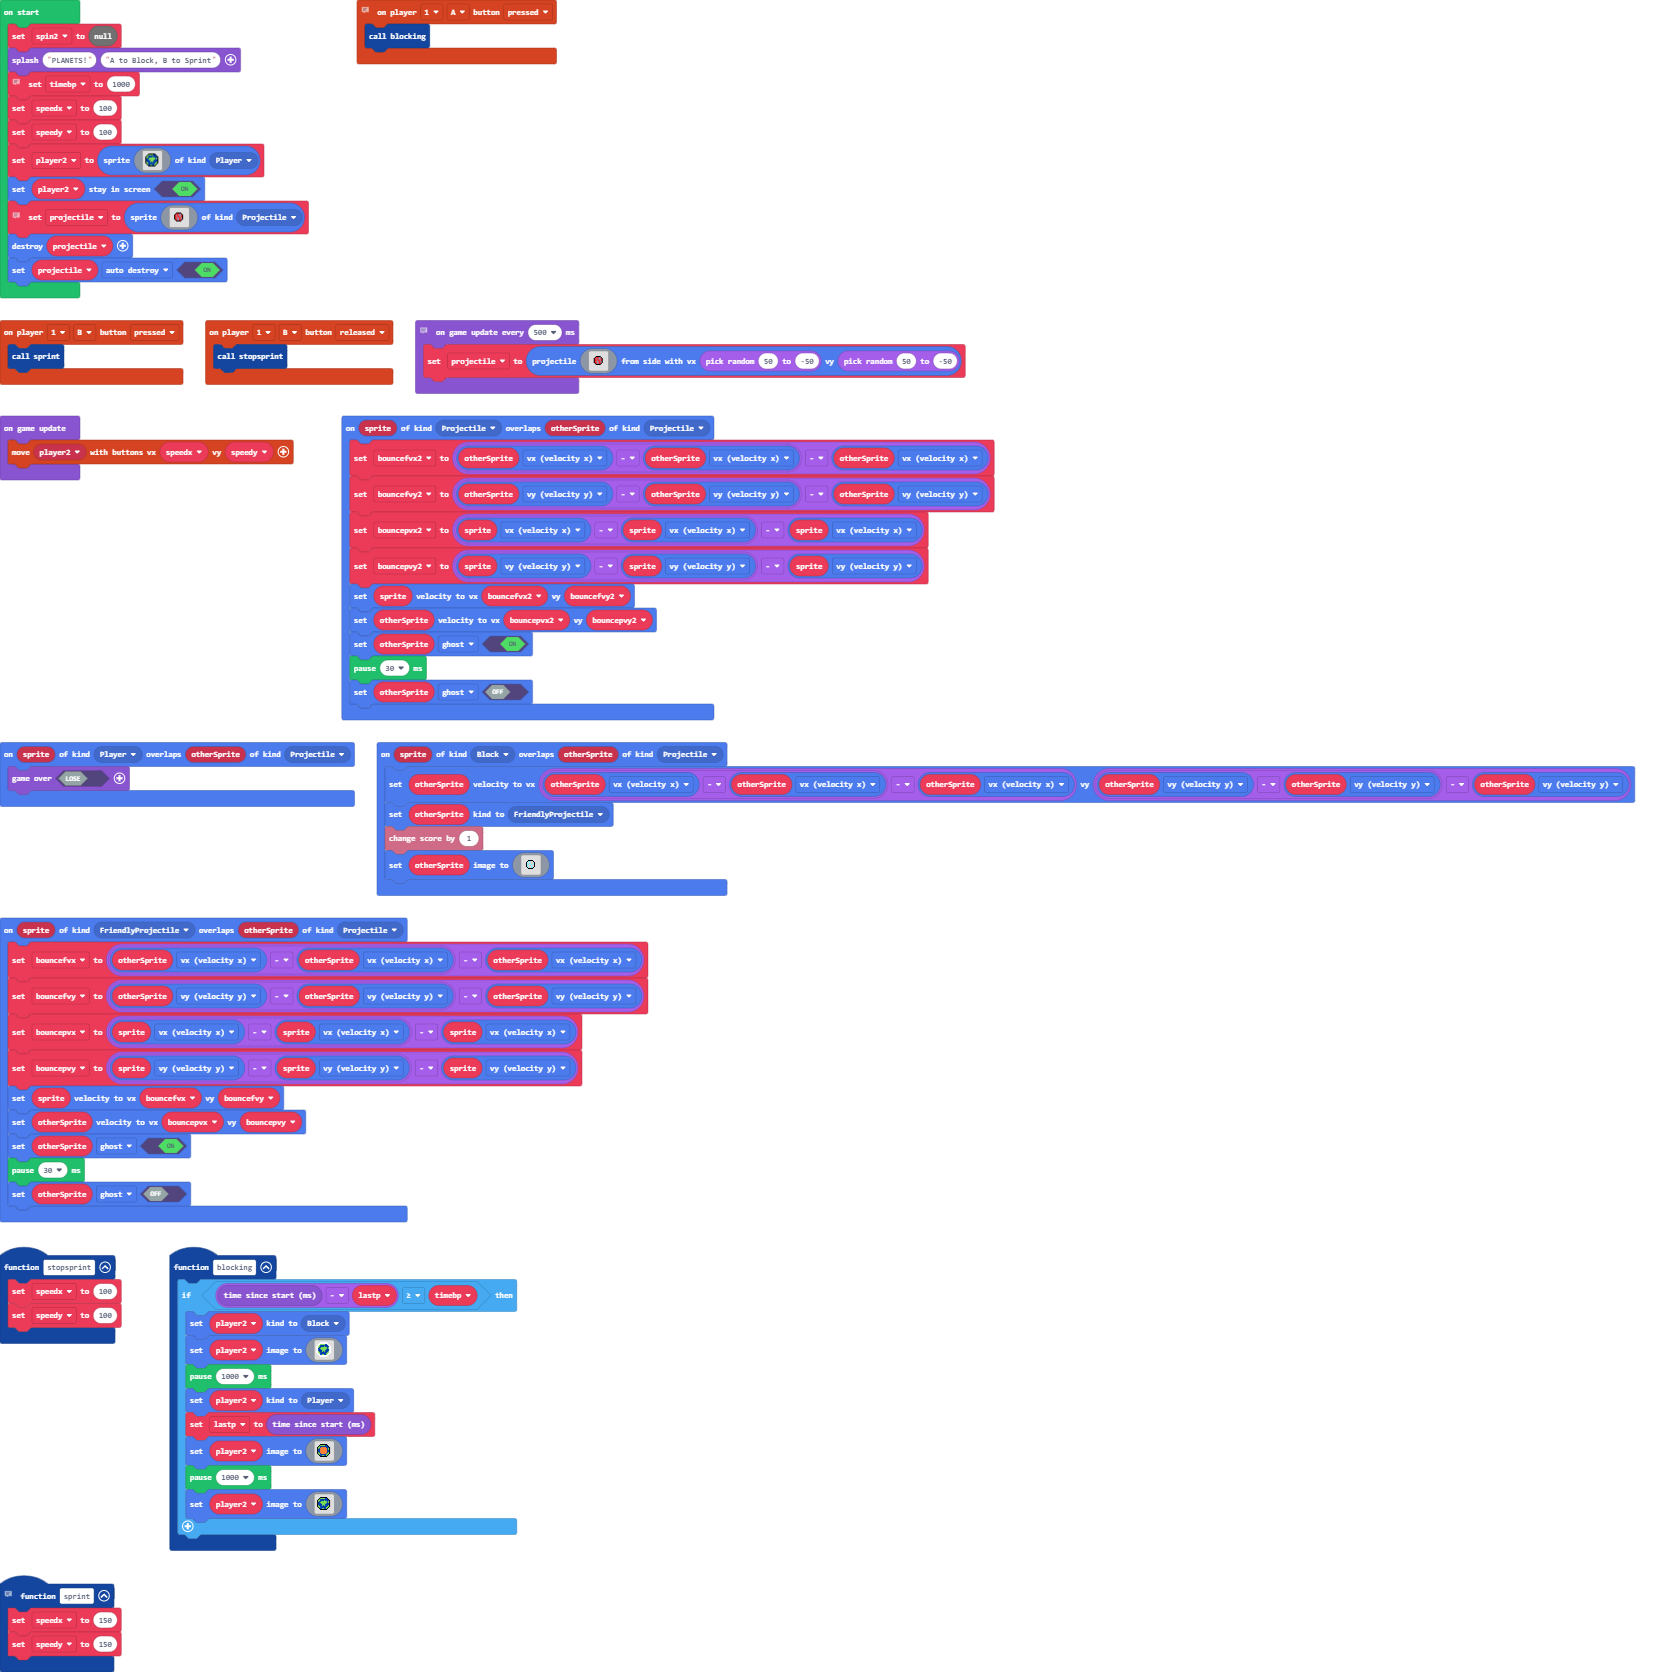 on start
set spin2 to null
splash "PLANETS!" "A to Block, B to Sprint"
set timebp to 1000
set speedx to 100
set speedy to 100
set player2 to sprite of kind Player
set player2 stay in screen ON
set projectile to sprite of kind Projectile
destroy projectile
set projectile auto destroy ON
on player 1 A button pressed
call blocking
on player 1 B button pressed
call sprint
on player 1 B button released
call stopsprint
on game update every 500 ms
set projectile to projectile from side with vx pick random 50 to -50 vy pick random 50 to -50
on game update
move player2 with buttons vx speedx vy speedy
on sprite of kind Projectile overlaps otherSprite of kind Projectile
set bouncefvx2 to otherSprite vx (velocity x) - otherSprite vx (velocity x) - otherSprite vx (velocity x)
set bouncefvy2 to otherSprite vy (velocity y) - otherSprite vy (velocity y) - otherSprite vy (velocity y)
set bouncepvx2 to sprite vx (velocity x) - sprite vx (velocity x) - sprite vx (velocity x)
set bouncepvy2 to sprite vy (velocity y) - sprite vy (velocity y) - sprite vy (velocity y)
set sprite velocity to vx bouncefvx2 vy bouncefvy2
set otherSprite velocity to vx bouncepvx2 vy bouncepvy2
set otherSprite ghost ON
pause 30 ms
set otherSprite ghost OFF
on sprite of kind Player overlaps otherSprite of kind Projectile
game over LOSE
on sprite of kind Block overlaps otherSprite of kind Projectile
set otherSprite velocity to vx otherSprite vx (velocity x) - otherSprite vx (velocity x) - otherSprite vx (velocity x) vy otherSprite vy (velocity y) - otherSprite vy (velocity y) - otherSprite vy (velocity y)
set otherSprite kind to FriendlyProjectile
change score by 1
set otherSprite image to
on sprite of kind FriendlyProjectile overlaps otherSprite of kind Projectile
set bouncefvx to otherSprite vx (velocity x) - otherSprite vx (velocity x) - otherSprite vx (velocity x)
set bouncefvy to otherSprite vy (velocity y) - otherSprite vy (velocity y) - otherSprite vy (velocity y)
set bouncepvx to sprite vx (velocity x) - sprite vx (velocity x) - sprite vx (velocity x)
set bouncepvy to sprite vy (velocity y) - sprite vy (velocity y) - sprite vy (velocity y)
set sprite velocity to vx bouncefvx vy bouncefvy
set otherSprite velocity to vx bouncepvx vy bouncepvy
set otherSprite ghost ON
pause 30 ms
set otherSprite ghost OFF
function stopsprint
set speedx to 100
set speedy to 100
function blocking
if time since start (ms) - lastp ≥ timebp then
set player2 kind to Block
set player2 image to
pause 1000 ms
set player2 kind to Player
set lastp to time since start (ms)
set player2 image to
pause 1000 ms
set player2 image to
function sprint
set speedx to 150
set speedy to 150